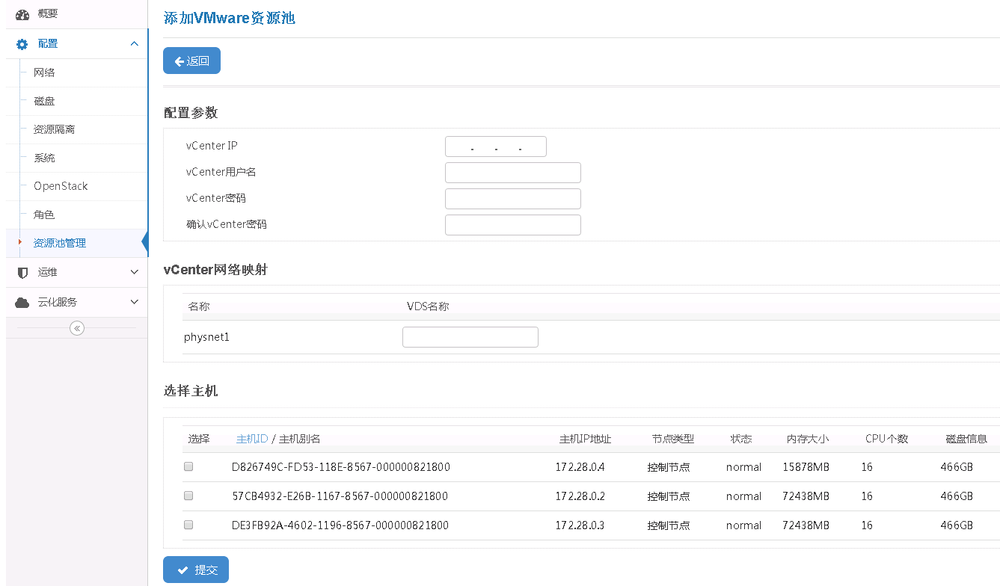 概要
配置
网络
磁盘
资源隔离
系统
OpenStack
角色
资源池管理
运维
云化服务
添加VMware资源池
返回
配置参数
vCenter IP
vCenter用户名
vCenter密码
确认vCenter密码
vCenter网络映射
名称 VDS名称
physnet1
选择主机
选择 主机ID / 主机别名 主机IP地址 节点类型 状态 内存大小 CPU个数 磁盘信息
D826749C-FD53-118E-8567-000000821800 172.28.0.4 控制节点 normal 15878MB 16 466GB
57CB4932-E26B-1167-8567-000000821800 172.28.0.2 控制节点 normal 72438MB 16 466GB
DE3FB92A-4602-1196-8567-000000821800 172.28.0.3 控制节点 normal 72438MB 16 466GB
提交